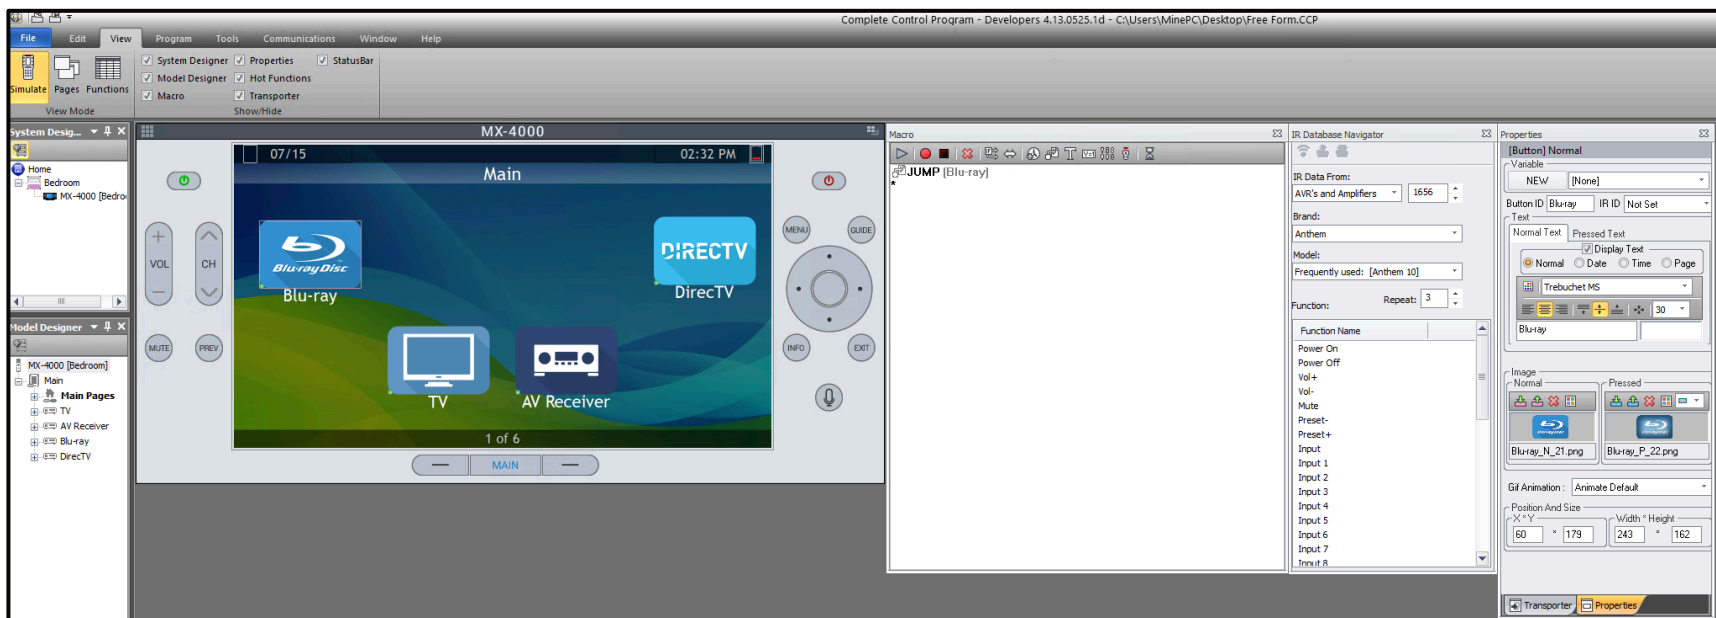 Complete Control Program - Developers 4.13.0525.1d - C:\Users\MinePC\Desktop\Free Form.CCP
File Edit View Program Tools Communications Window Help
System Designer Properties StatusBar
Model Designer Hot Functions
Macro Transporter
Simulate Pages Functions
View Mode Show/Hide
System Desig...
Home
Bedroom
MX-4000 [Bedro
Model Designer
MX-4000 [Bedroom]
Main
Main Pages
TV
AV Receiver
Blu-ray
DirecTV
MX-4000
07/15 02:32 PM
Main
VOL CH
MUTE PREV
Blu-ray Disc
Blu-ray
DIRECTV
DirecTV
TV
AV Receiver
1 of 6
MENU GUIDE
INFO EXIT
MAIN
Macro
JUMP [Blu-ray]
*
IR Database Navigator
IR Data From:
AVR's and Amplifiers 1656
Brand:
Anthem
Model:
Frequently used: [Anthem 10]
Function: Repeat: 3
Function Name
Power On
Power Off
Vol+
Vol-
Mute
Preset-
Preset+
Input
Input 1
Input 2
Input 3
Input 4
Input 5
Input 6
Input 7
Input 8
Properties
[Button] Normal
Variable
NEW [None]
Button ID Blu-ray IR ID Not Set
Text
Normal Text Pressed Text
Display Text
Normal Date Time Page
Trebuchet MS
30
Blu-ray
Image
Normal Pressed
Blu-ray_N_21.png Blu-ray_P_22.png
Gif Animation : Animate Default
Position And Size
X * Y Width * Height
60 * 179 243 * 162
Transporter Properties